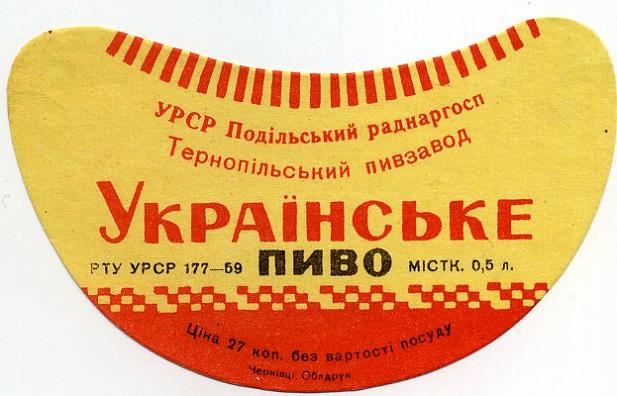 УРСР Подільський раднаргосп
Тернопільський пивзавод
Українське
РТУ УРСР 177—59 ПИВО МІСТК. 0,5 л.
Ціна 27 коп. без вартості посуду
Чернівці, Облдрук